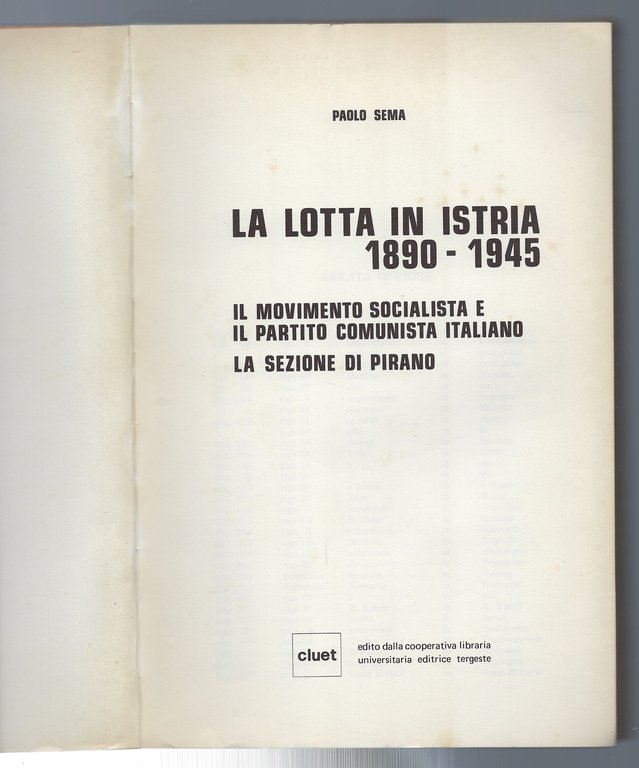 PAOLO SEMA
LA LOTTA IN ISTRIA
1890 - 1945
IL MOVIMENTO SOCIALISTA E
IL PARTITO COMUNISTA ITALIANO
LA SEZIONE DI PIRANO
cluet
edito dalla cooperativa libraria
universitaria editrice tergeste